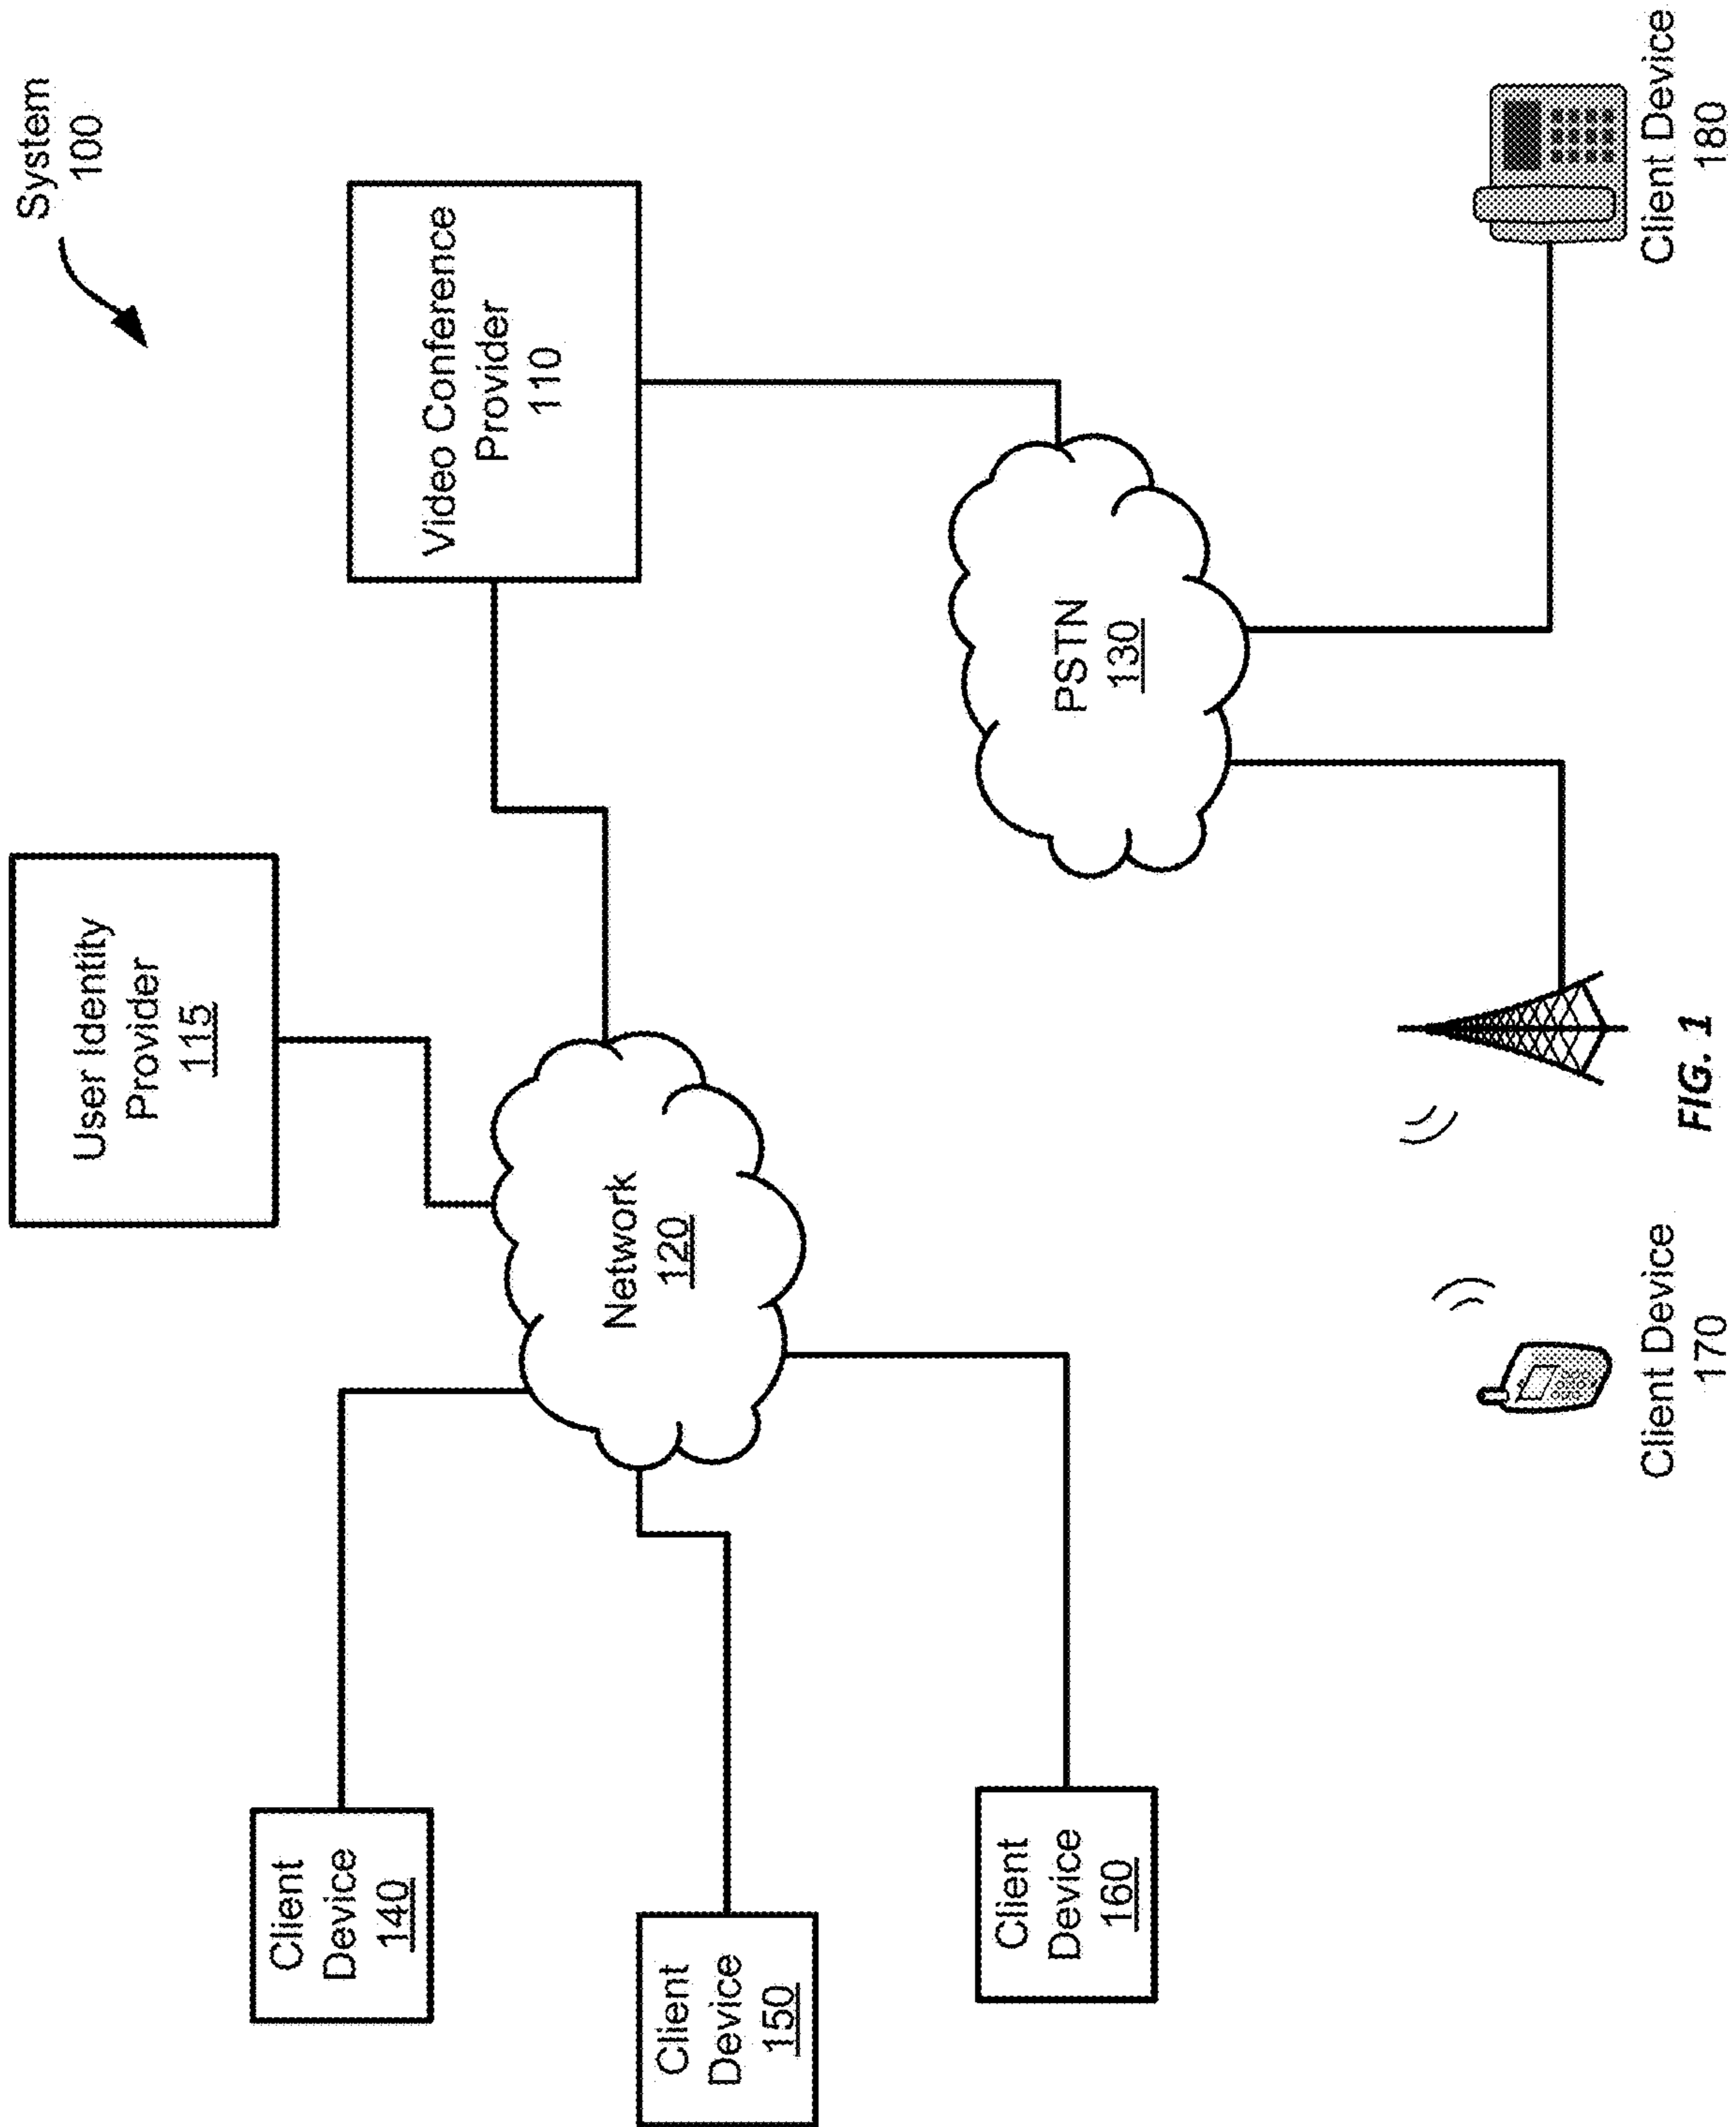 System
100
User Identity
Provider
115
Video Conference
Provider
110
Client
Device
140
Network
120
Client
Device
150
PSTN
130
Client
Device
160
Client Device
170
Client Device
180
FIG. 1